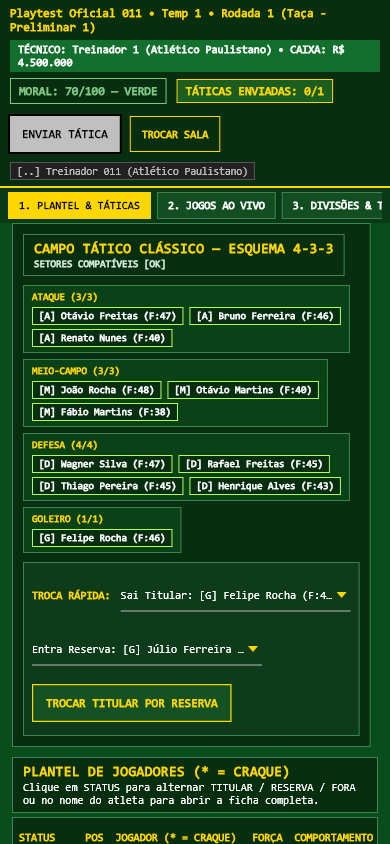 Playtest Oficial 011 • Temp 1 • Rodada 1 (Taça -
Preliminar 1)
TÉCNICO: Treinador 1 (Atlético Paulistano) • CAIXA: R$
4.500.000
MORAL: 70/100 — VERDE
TÁTICAS ENVIADAS: 0/1
ENVIAR TÁTICA
TROCAR SALA
[..] Treinador 011 (Atlético Paulistano)
1. PLANTEL & TÁTICAS
2. JOGOS AO VIVO
3. DIVISÕES & T
CAMPO TÁTICO CLÁSSICO — ESQUEMA 4-3-3
SETORES COMPATÍVEIS [OK]
ATAQUE (3/3)
[A] Otávio Freitas (F:47)
[A] Bruno Ferreira (F:46)
[A] Renato Nunes (F:40)
MEIO-CAMPO (3/3)
[M] João Rocha (F:48)
[M] Otávio Martins (F:40)
[M] Fábio Martins (F:38)
DEFESA (4/4)
[D] Wagner Silva (F:47)
[D] Rafael Freitas (F:45)
[D] Thiago Pereira (F:45)
[D] Henrique Alves (F:43)
GOLEIRO (1/1)
[G] Felipe Rocha (F:46)
TROCA RÁPIDA:
Sai Titular: [G] Felipe Rocha (F:4…
Entra Reserva: [G] Júlio Ferreira …
TROCAR TITULAR POR RESERVA
PLANTEL DE JOGADORES (* = CRAQUE)
Clique em STATUS para alternar TITULAR / RESERVA / FORA
ou no nome do atleta para abrir a ficha completa.
STATUS
POS
JOGADOR (* = CRAQUE)
FORÇA
COMPORTAMENTO